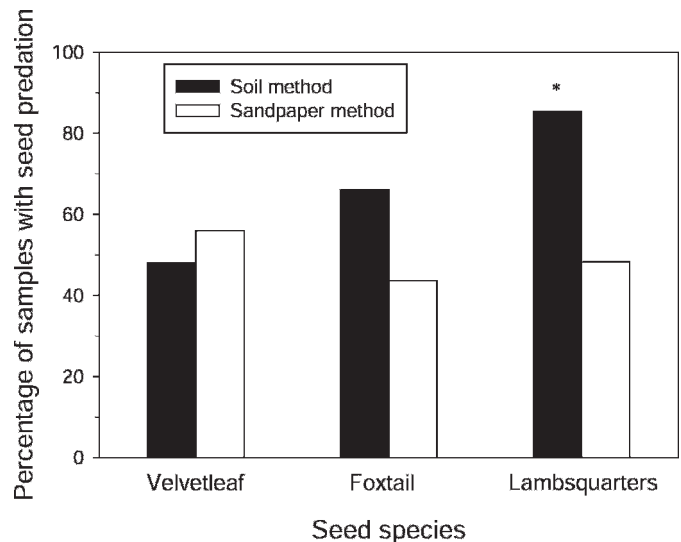 Percentage of samples with seed predation
100
80
60
40
20
0
Soil method
Sandpaper method
*
Velvetleaf
Foxtail
Lambsquarters
Seed species